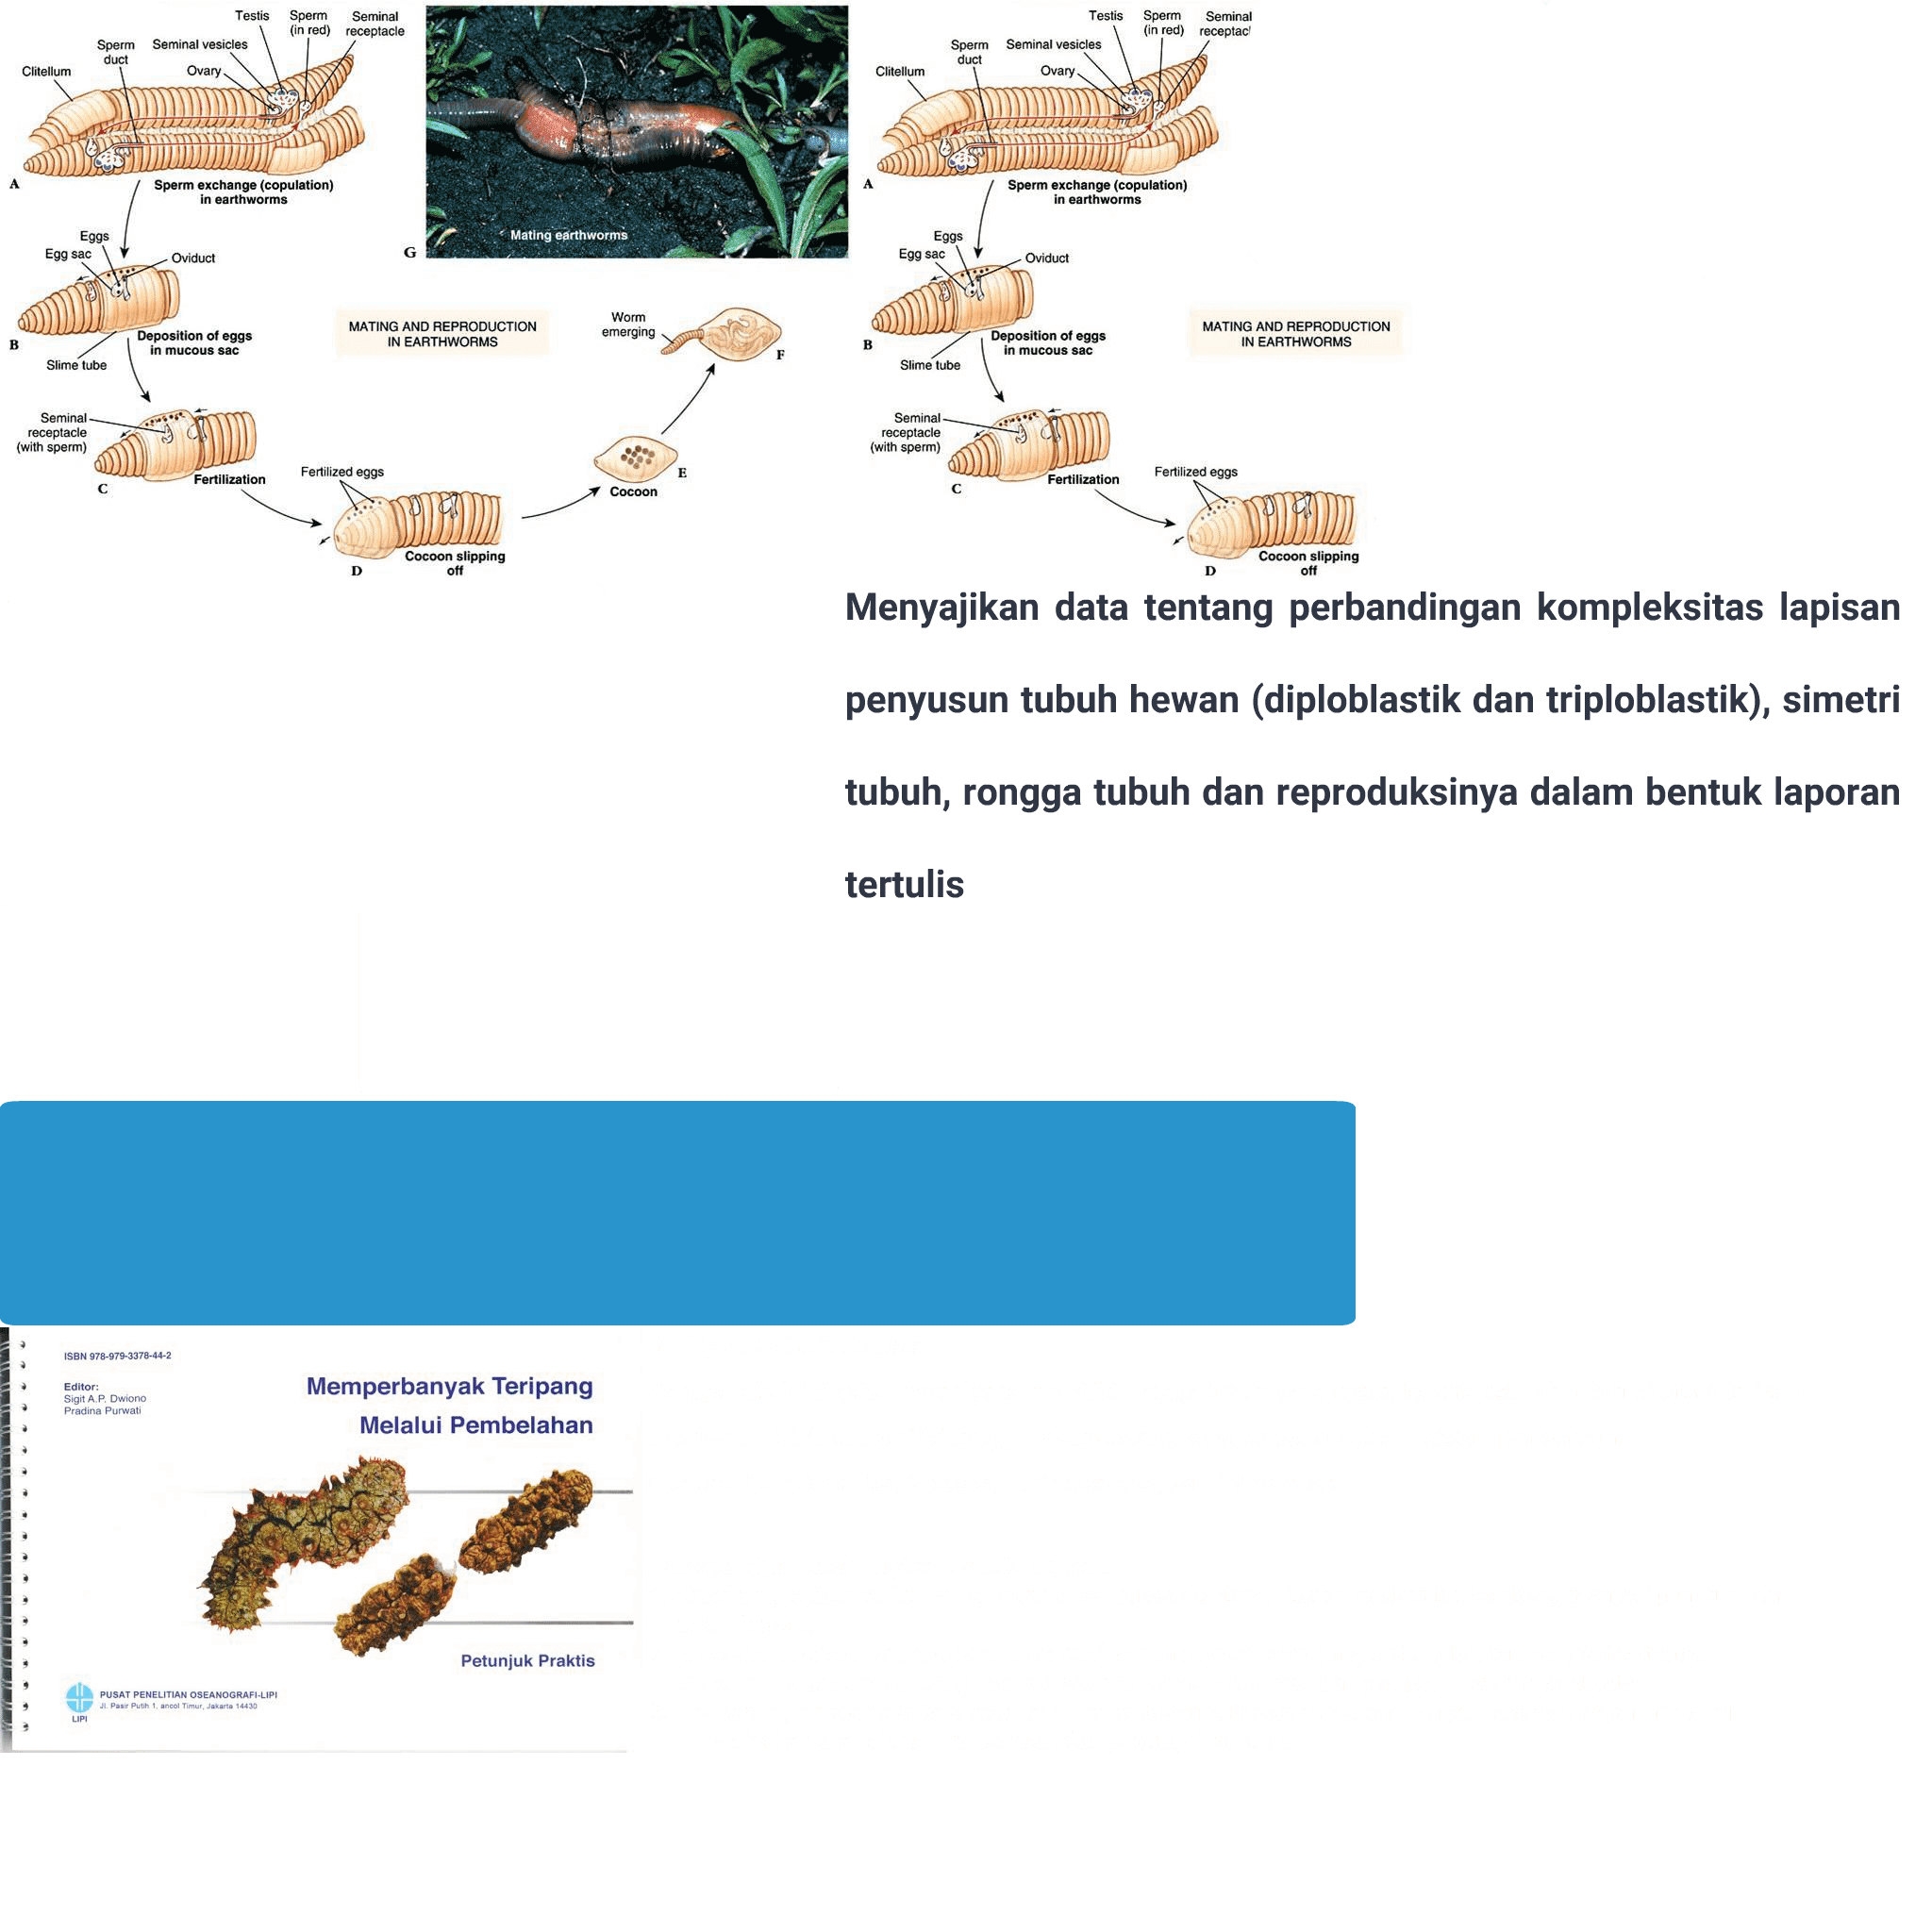 Testis
Sperm
(in red)
Seminal
receptacle
Sperm
duct
Seminal vesicles
Clitellum
Ovary
A
Sperm exchange (copulation)
in earthworms
Eggs
Egg sac
Oviduct
B
Deposition of eggs
in mucous sac
Slime tube
Seminal
receptacle
(with sperm)
C
Fertilization
Fertilized eggs
D
Cocoon slipping
off
MATING AND REPRODUCTION
IN EARTHWORMS
G
Mating earthworms
Worm
emerging
F
E
Cocoon
Testis
Sperm
(in red)
Seminal
receptac
Sperm
duct
Seminal vesicles
Clitellum
Ovary
A
Sperm exchange (copulation)
in earthworms
Eggs
Egg sac
Oviduct
B
Deposition of eggs
in mucous sac
Slime tube
MATING AND REPRODUCTION
IN EARTHWORMS
Seminal
receptacle
(with sperm)
C
Fertilization
Fertilized eggs
D
Cocoon slipping
off
Menyajikan data tentang perbandingan kompleksitas lapisan
penyusun tubuh hewan (diploblastik dan triploblastik), simetri
tubuh, rongga tubuh dan reproduksinya dalam bentuk laporan
tertulis
ISBN 978-979-3378-44-2
Editor:
Sigit A.P. Dwiono
Pradina Purwati
Memperbanyak Teripang
Melalui Pembelahan
Petunjuk Praktis
PUSAT PENELITIAN OSEANOGRAFI-LIPI
Jl. Pasir Putih 1, ancol Timur, Jakarta 14430
LIPI